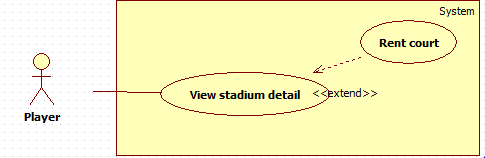 System
Rent court
View stadium detail
<<extend>>
Player